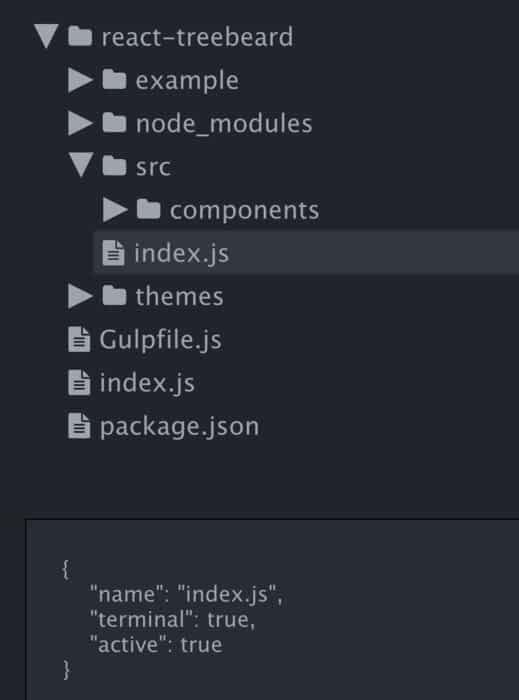 react-treebeard
example
node_modules
src
components
index.js
themes
Gulpfile.js
index.js
package.json
{
"name": "index.js",
"terminal": true,
"active": true
}